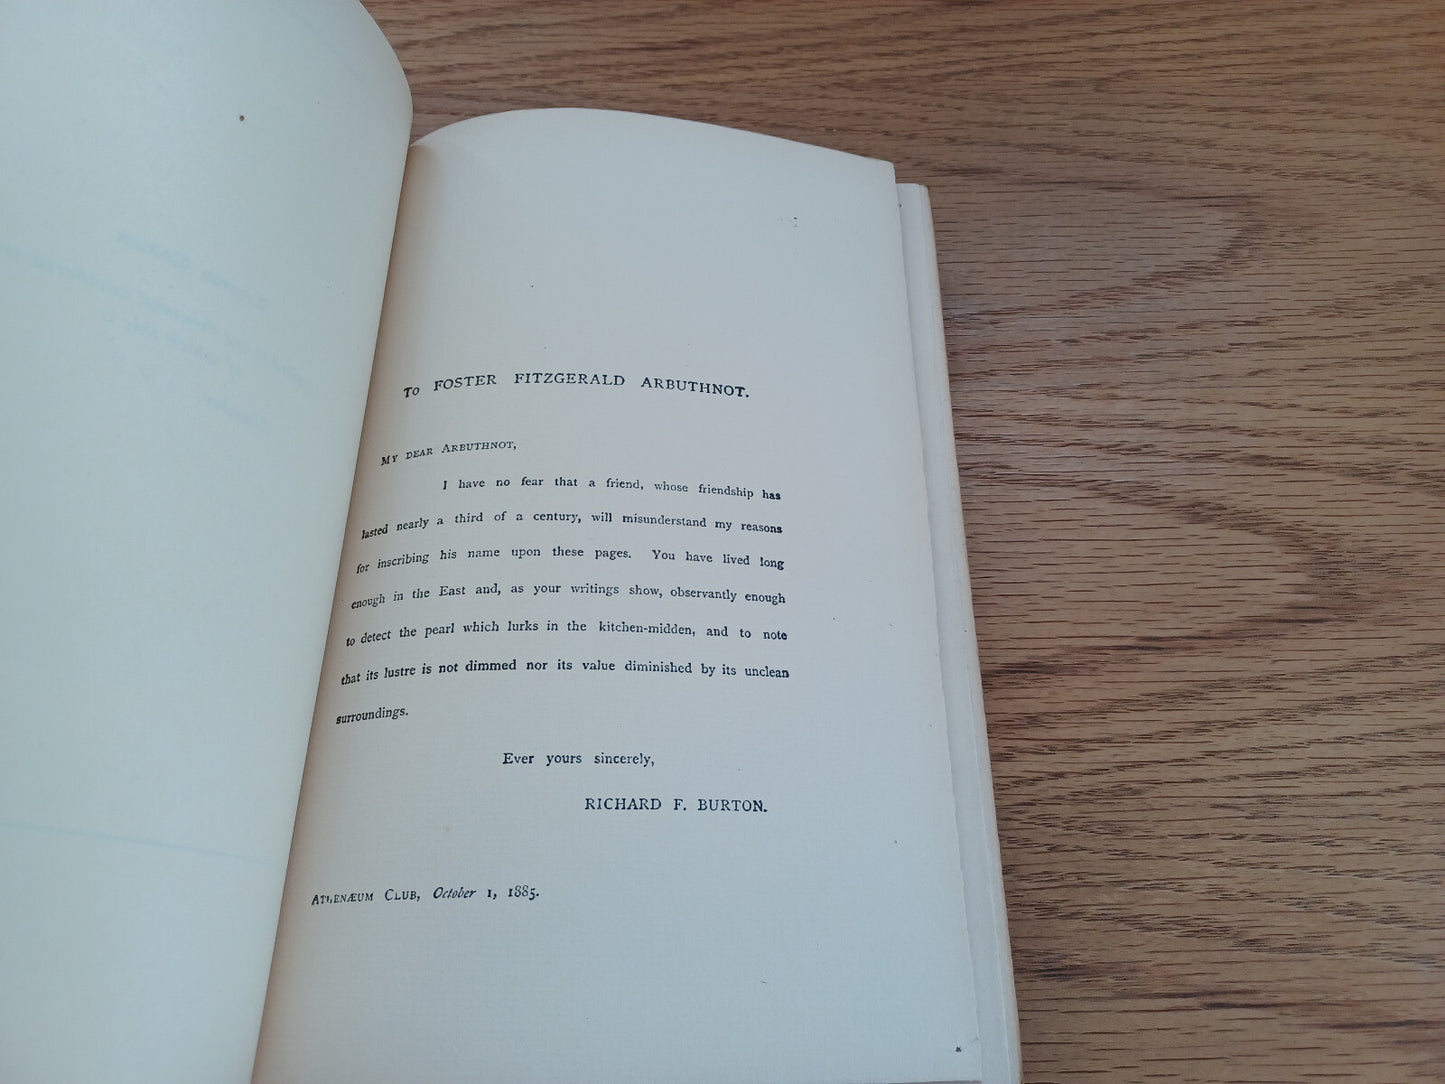 To FOSTER FITZGERALD ARBUTHNOT.
My dear Arbuthnot,
I have no fear that a friend, whose friendship has
lasted nearly a third of a century, will misunderstand my reasons
for inscribing his name upon these pages. You have lived long
enough in the East and, as your writings show, observantly enough
to detect the pearl which lurks in the kitchen-midden, and to note
that its lustre is not dimmed nor its value diminished by its unclean
surroundings.
Ever yours sincerely,
RICHARD F. BURTON.
Athenæum Club, October 1, 1885.